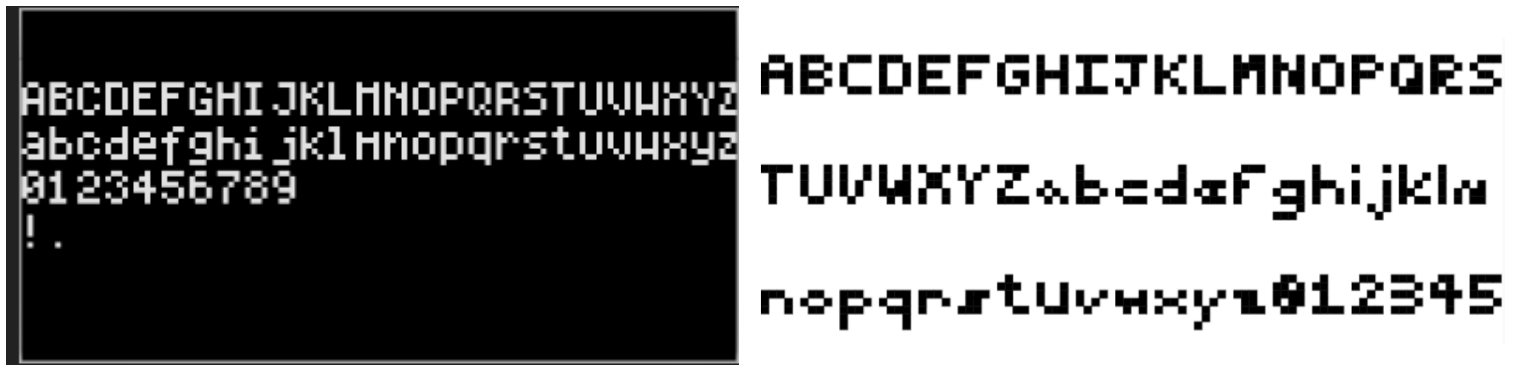 ABCDEFGHIJKLMNOPQRSTUVWXYZ
abcdefghijklmnopqrstuvwxyz
0123456789
!.
ABCDEFGHIJKLMNOPQRS
TUVWXYZabcdefghijklm
nopqrstuvwxyz012345